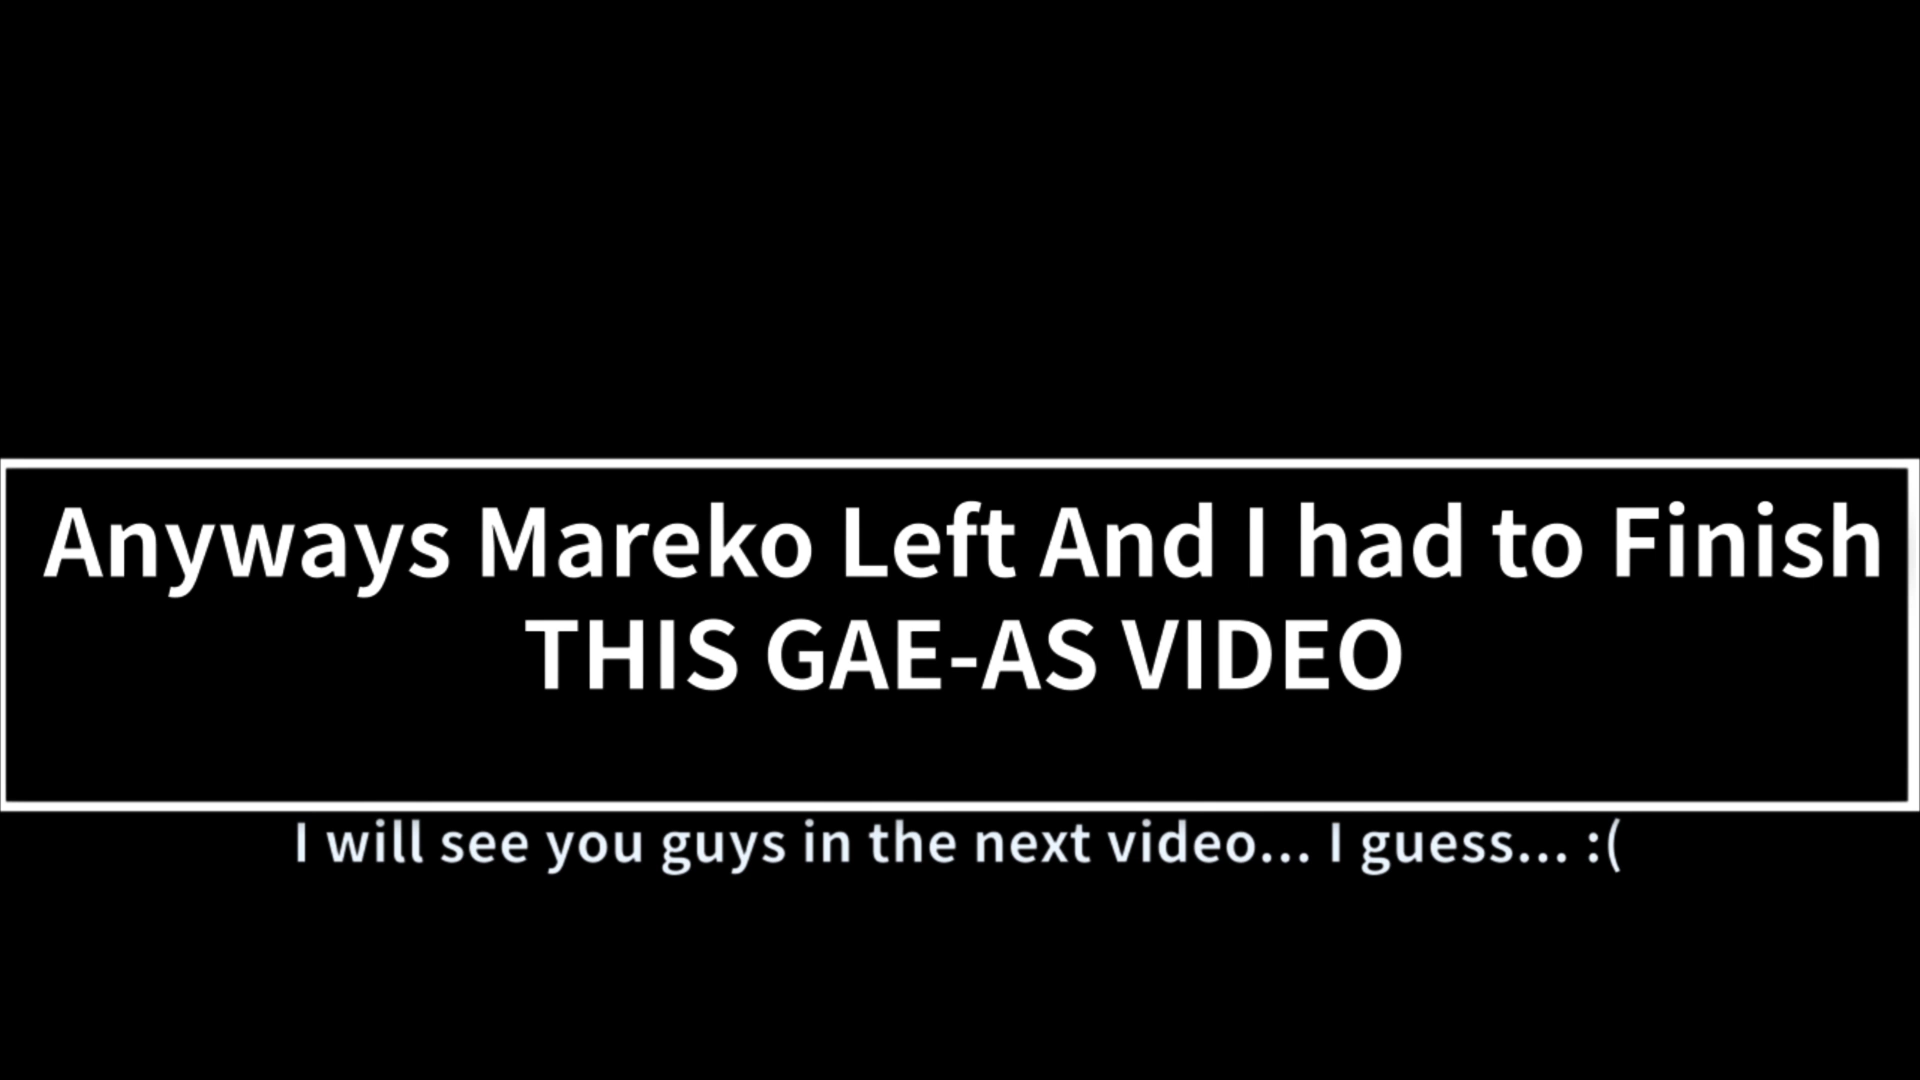 Anyways Mareko Left And I had to Finish
THIS GAE-AS VIDEO
I will see you guys in the next video... I guess... :(